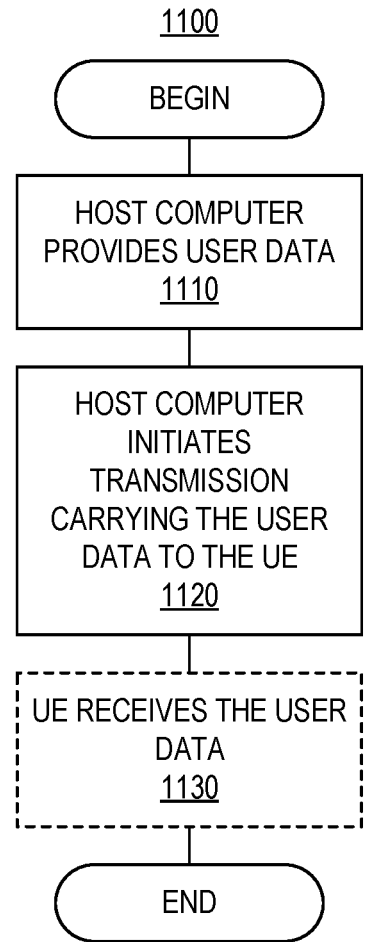 1100
BEGIN
HOST COMPUTER
PROVIDES USER DATA
1110
HOST COMPUTER
INITIATES
TRANSMISSION
CARRYING THE USER
DATA TO THE UE
1120
UE RECEIVES THE USER
DATA
1130
END